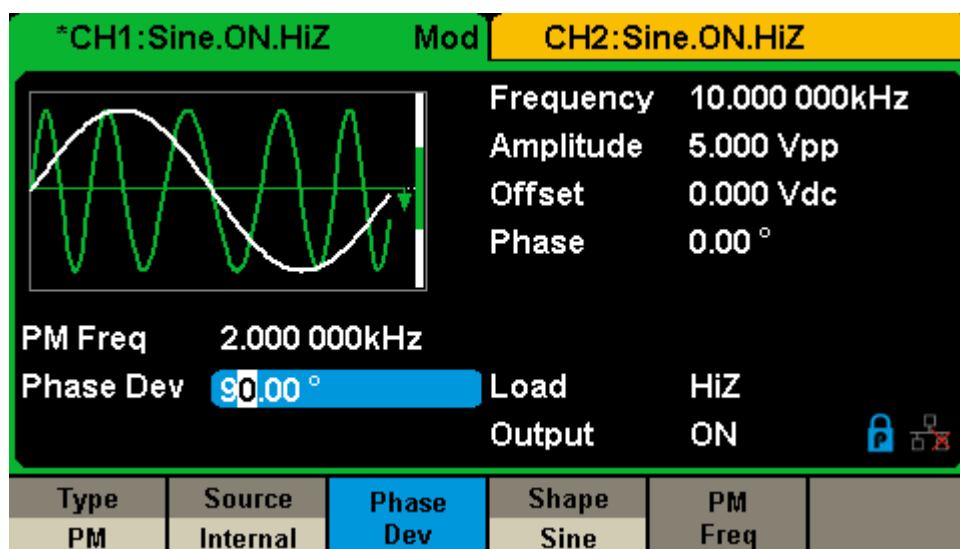 *CH1:Sine.ON.HiZ Mod CH2:Sine.ON.HiZ
Frequency 10.000 000kHz
Amplitude 5.000 Vpp
Offset 0.000 Vdc
Phase 0.00 °
PM Freq 2.000 000kHz
Phase Dev 90.00 ° Load HiZ
Output ON
P
Type Source Phase Dev Shape PM Freq
PM Internal Sine